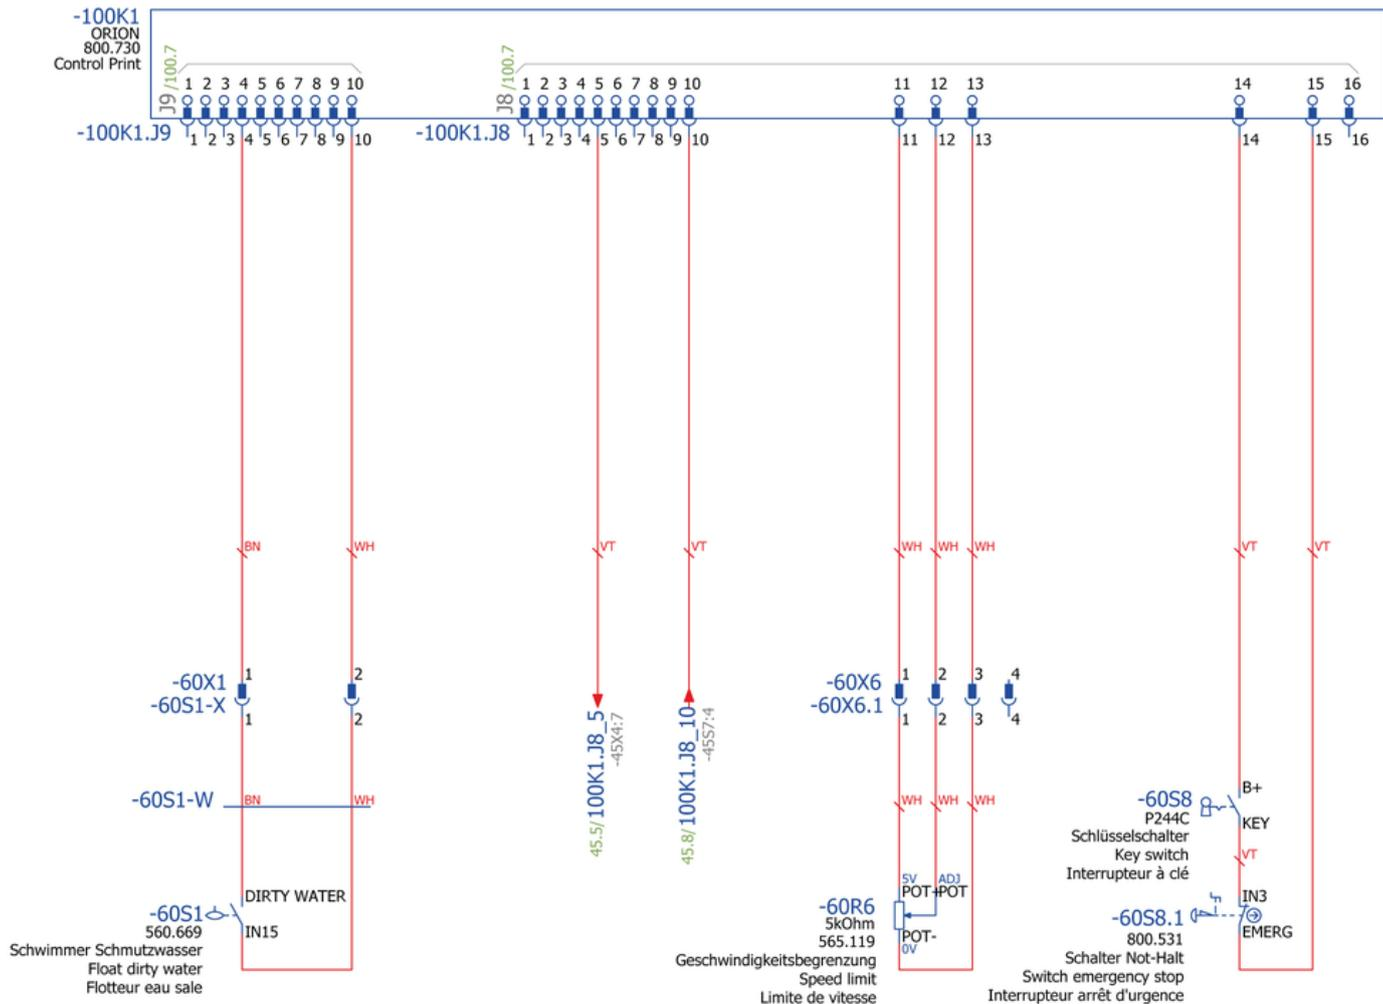 -100K1
ORION
800.730
Control Print
J9 /100.7
1 2 3 4 5 6 7 8 9 10
J8 /100.7
1 2 3 4 5 6 7 8 9 10 11 12 13 14 15 16
-100K1.J9
1 2 3 4 5 6 7 8 9 10
-100K1.J8
1 2 3 4 5 6 7 8 9 10 11 12 13 14 15 16
BN WH VT VT WH WH WH VT VT
-60X1 1 2
-60S1-X 1 2
-60X6 1 2 3 4
-60X6.1 1 2 3 4
45.5/100K1.J8_5
-45X4:7
45.8/100K1.J8_10
-45S7:4
-60S1-W BN WH
WH WH WH
-60S8
P244C
Schlüsselschalter
Key switch
Interrupteur à clé
B+
KEY
VT
DIRTY WATER
IN15
-60S1
560.669
Schwimmer Schmutzwasser
Float dirty water
Flotteur eau sale
5V ADJ
POT+ POT
POT-
0V
-60R6
5kOhm
565.119
Geschwindigkeitsbegrenzung
Speed limit
Limite de vitesse
IN3
EMERG
-60S8.1
800.531
Schalter Not-Halt
Switch emergency stop
Interrupteur arrêt d'urgence